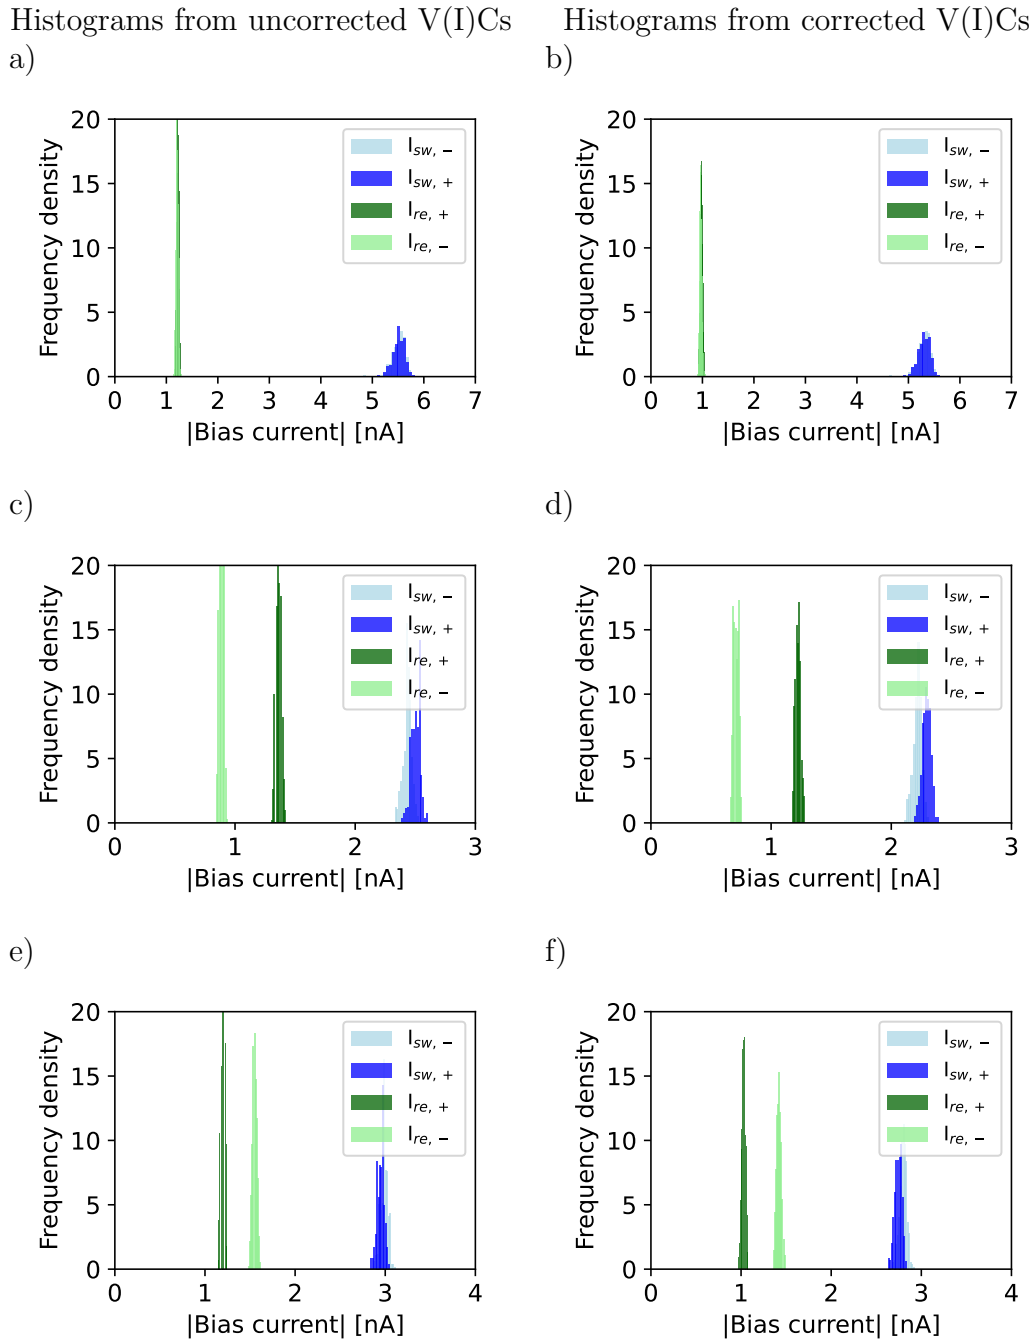 Histograms from uncorrected V(I)Cs
Histograms from corrected V(I)Cs
a)
20
15
10
5
0
Frequency density
0 1 2 3 4 5 6 7
|Bias current| [nA]
I_sw, −
I_sw, +
I_re, +
I_re, −
b)
20
15
10
5
0
Frequency density
0 1 2 3 4 5 6 7
|Bias current| [nA]
I_sw, −
I_sw, +
I_re, +
I_re, −
c)
20
15
10
5
0
Frequency density
0 1 2 3
|Bias current| [nA]
I_sw, −
I_sw, +
I_re, +
I_re, −
d)
20
15
10
5
0
Frequency density
0 1 2 3
|Bias current| [nA]
I_sw, −
I_sw, +
I_re, +
I_re, −
e)
20
15
10
5
0
Frequency density
0 1 2 3 4
|Bias current| [nA]
I_sw, −
I_sw, +
I_re, +
I_re, −
f)
20
15
10
5
0
Frequency density
0 1 2 3 4
|Bias current| [nA]
I_sw, −
I_sw, +
I_re, +
I_re, −